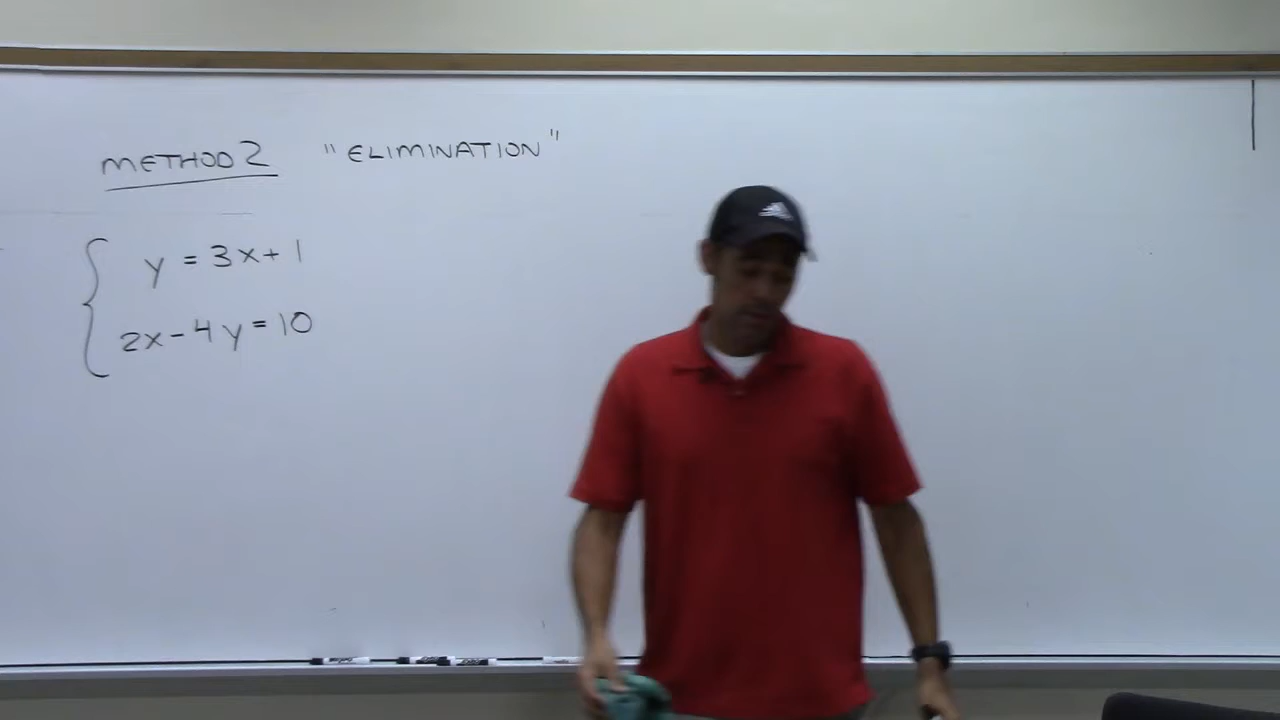 METHOD 2 "ELIMINATION"
y = 3x + 1
2x - 4y = 10